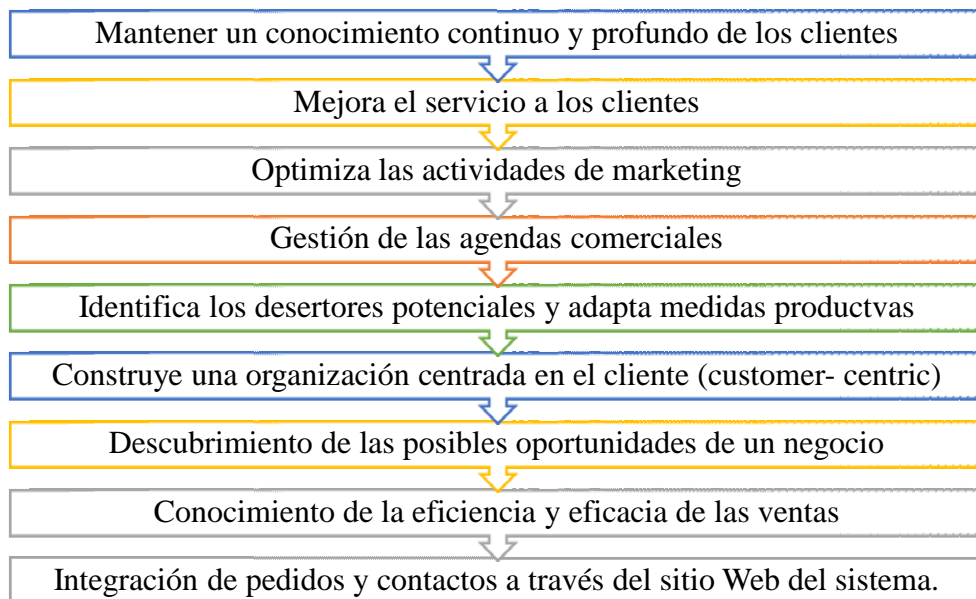 Mantener un conocimiento continuo y profundo de los clientes
Mejora el servicio a los clientes
Optimiza las actividades de marketing
Gestión de las agendas comerciales
Identifica los desertores potenciales y adapta medidas productvas
Construye una organización centrada en el cliente (customer- centric)
Descubrimiento de las posibles oportunidades de un negocio
Conocimiento de la eficiencia y eficacia de las ventas
Integración de pedidos y contactos a través del sitio Web del sistema.